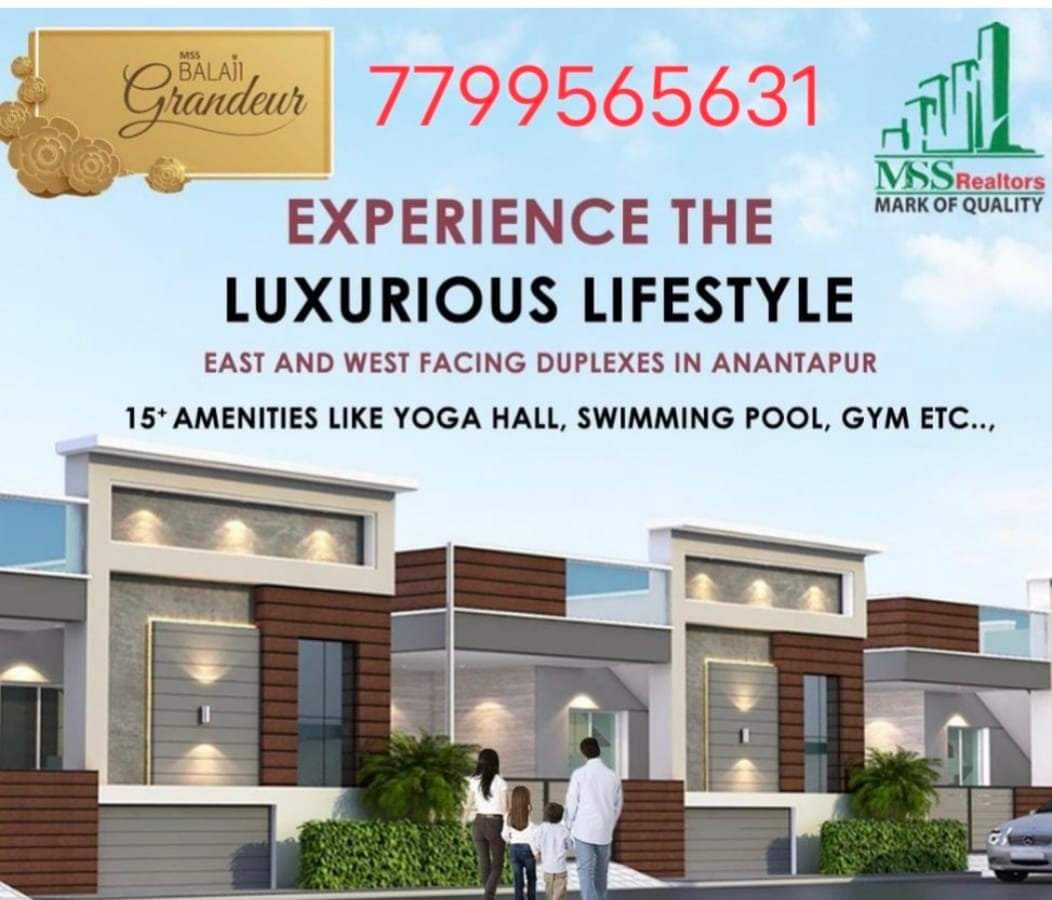 MSS
BALAJI
Grandeur
7799565631
MSS Realtors
MARK OF QUALITY
EXPERIENCE THE
LUXURIOUS LIFESTYLE
EAST AND WEST FACING DUPLEXES IN ANANTAPUR
15+ AMENITIES LIKE YOGA HALL, SWIMMING POOL, GYM ETC..,